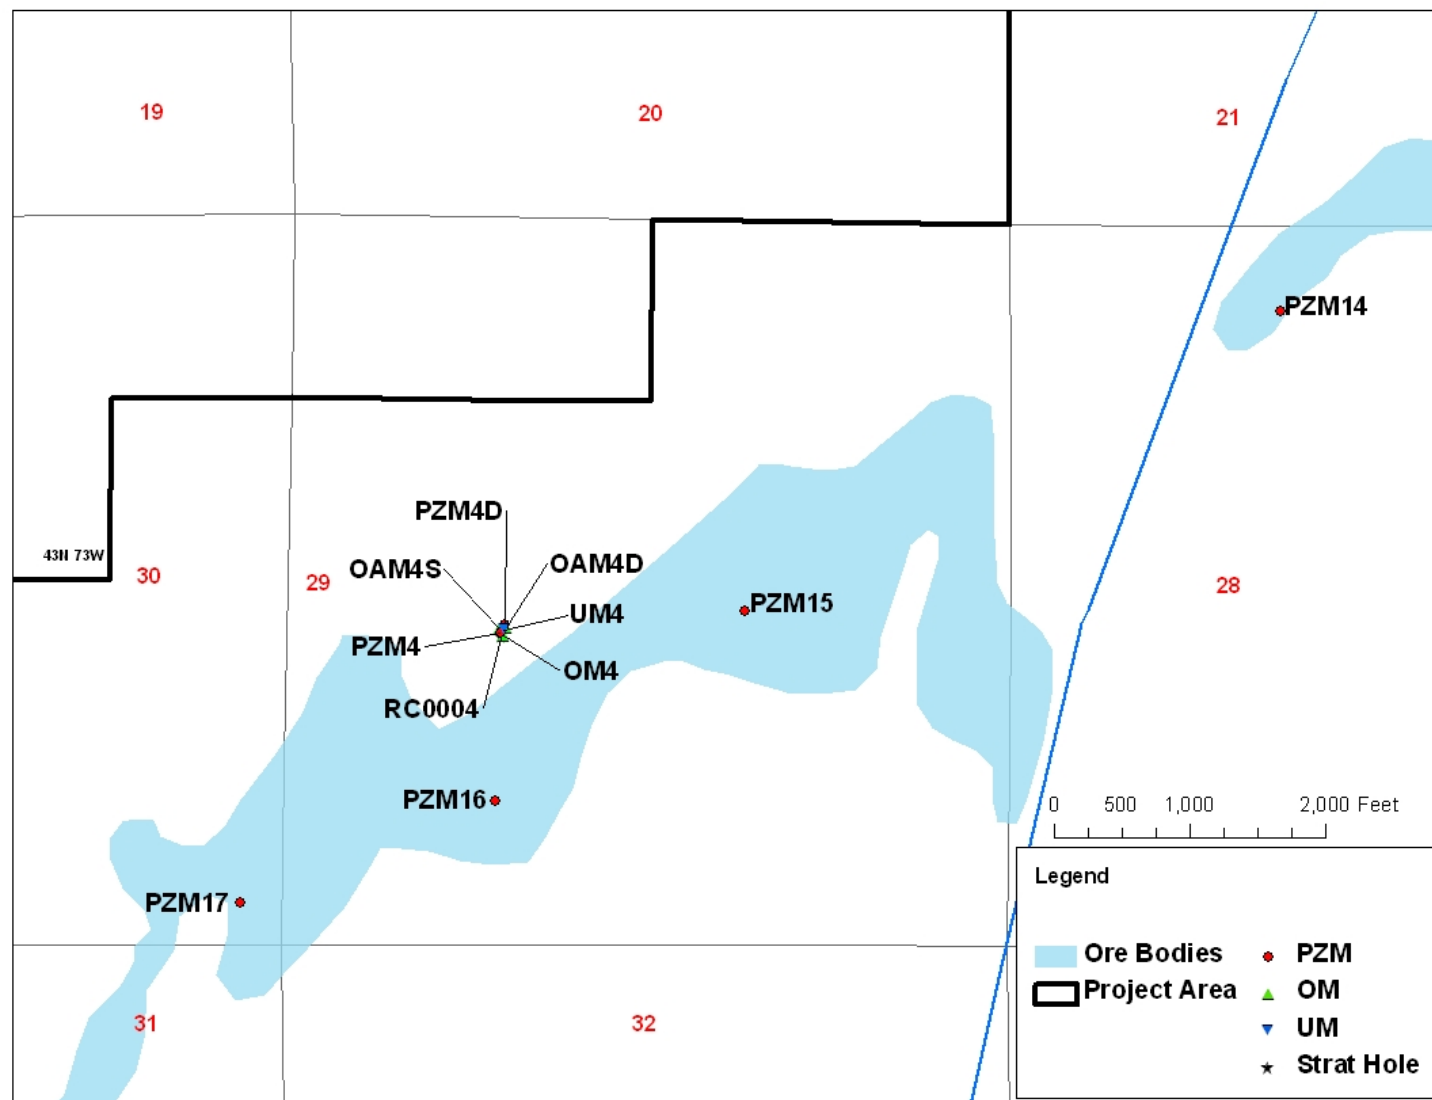 19
20
21
PZM14
PZM4D
43N 73W
OAM4S
OAM4D
30
29
28
UM4
PZM15
PZM4
OM4
RC0004
PZM16
0 500 1,000 2,000 Feet
PZM17
Legend
Ore Bodies
PZM
Project Area
OM
UM
Strat Hole
31
32